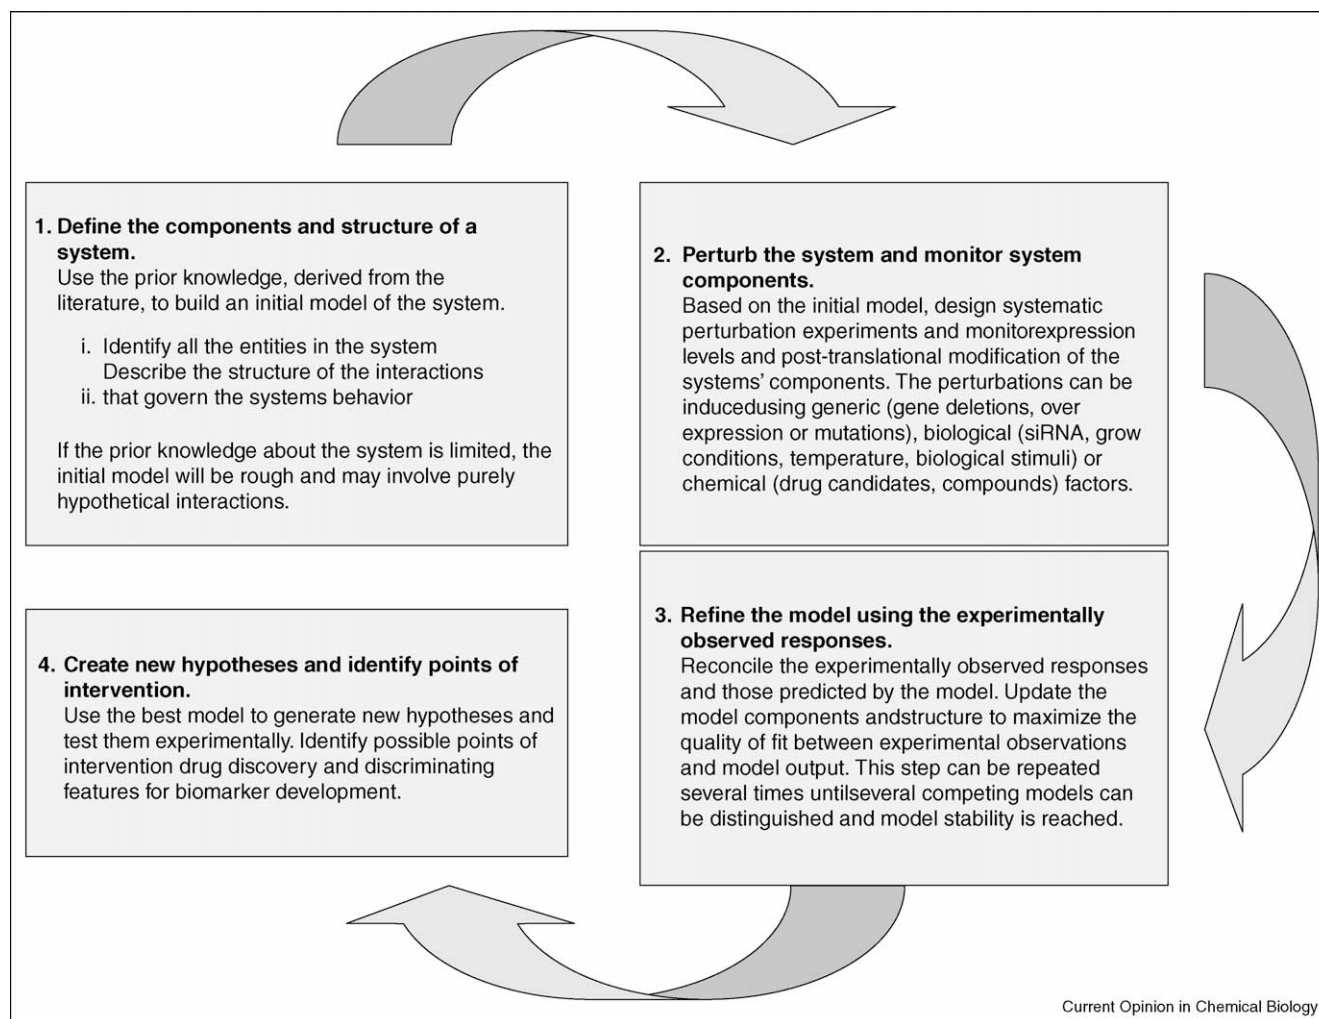 1. Define the components and structure of a
system.
Use the prior knowledge, derived from the
literature, to build an initial model of the system.
i. Identify all the entities in the system
Describe the structure of the interactions
ii. that govern the systems behavior
If the prior knowledge about the system is limited, the
initial model will be rough and may involve purely
hypothetical interactions.
2. Perturb the system and monitor system
components.
Based on the initial model, design systematic
perturbation experiments and monitorexpression
levels and post-translational modification of the
systems’ components. The perturbations can be
inducedusing generic (gene deletions, over
expression or mutations), biological (siRNA, grow
conditions, temperature, biological stimuli) or
chemical (drug candidates, compounds) factors.
3. Refine the model using the experimentally
observed responses.
Reconcile the experimentally observed responses
and those predicted by the model. Update the
model components andstructure to maximize the
quality of fit between experimental observations
and model output. This step can be repeated
several times untilseveral competing models can
be distinguished and model stability is reached.
4. Create new hypotheses and identify points of
intervention.
Use the best model to generate new hypotheses and
test them experimentally. Identify possible points of
intervention drug discovery and discriminating
features for biomarker development.
Current Opinion in Chemical Biology